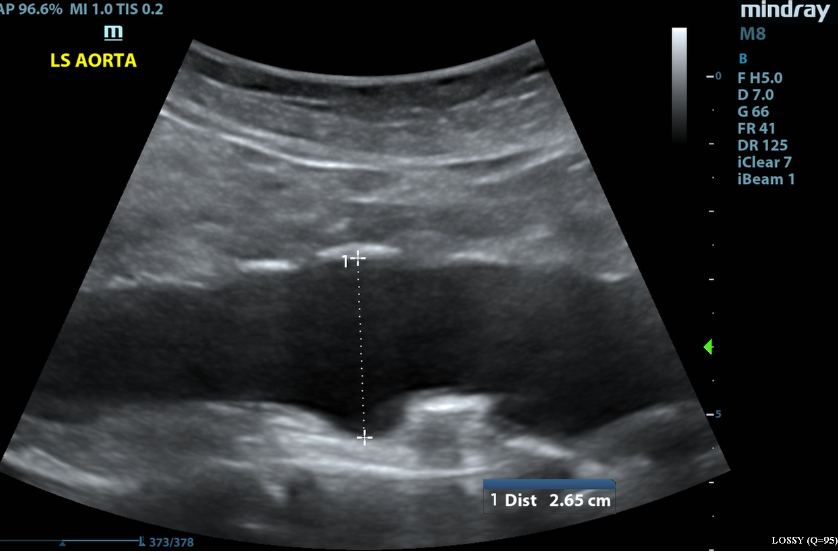 AP 96.6% MI 1.0 TIS 0.2
mindray
m
M8
LS AORTA
B
F H5.0
D 7.0
G 66
FR 41
DR 125
iClear 7
iBeam 1
0
1
5
1 Dist 2.65 cm
373/378
LOSSY (Q=95)